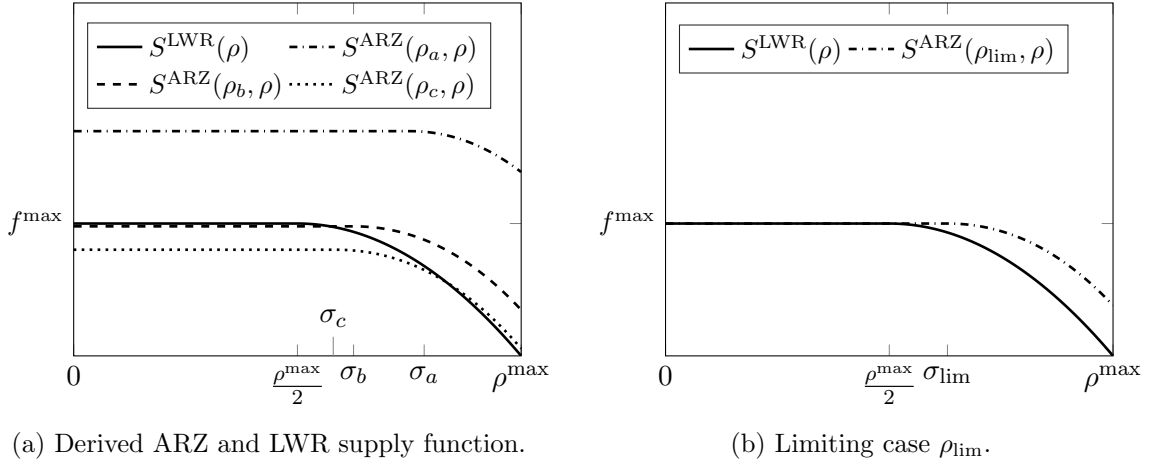 S^LWR(ρ) S^ARZ(ρ_a, ρ)
S^ARZ(ρ_b, ρ) S^ARZ(ρ_c, ρ)
f^max
σ_c
0 ρ^max/2 σ_b σ_a ρ^max
(a) Derived ARZ and LWR supply function.
S^LWR(ρ) S^ARZ(ρ_lim, ρ)
f^max
0 ρ^max/2 σ_lim ρ^max
(b) Limiting case ρ_lim.